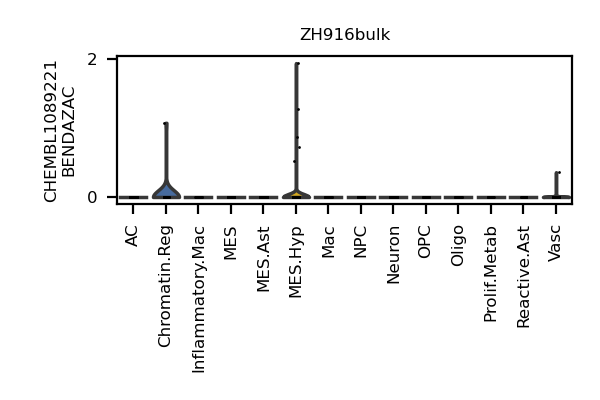 ZH916bulk
CHEMBL1089221
BENDAZAC
2
0
AC
Chromatin.Reg
Inflammatory.Mac
MES
MES.Ast
MES.Hyp
Mac
NPC
Neuron
OPC
Oligo
Prolif.Metab
Reactive.Ast
Vasc